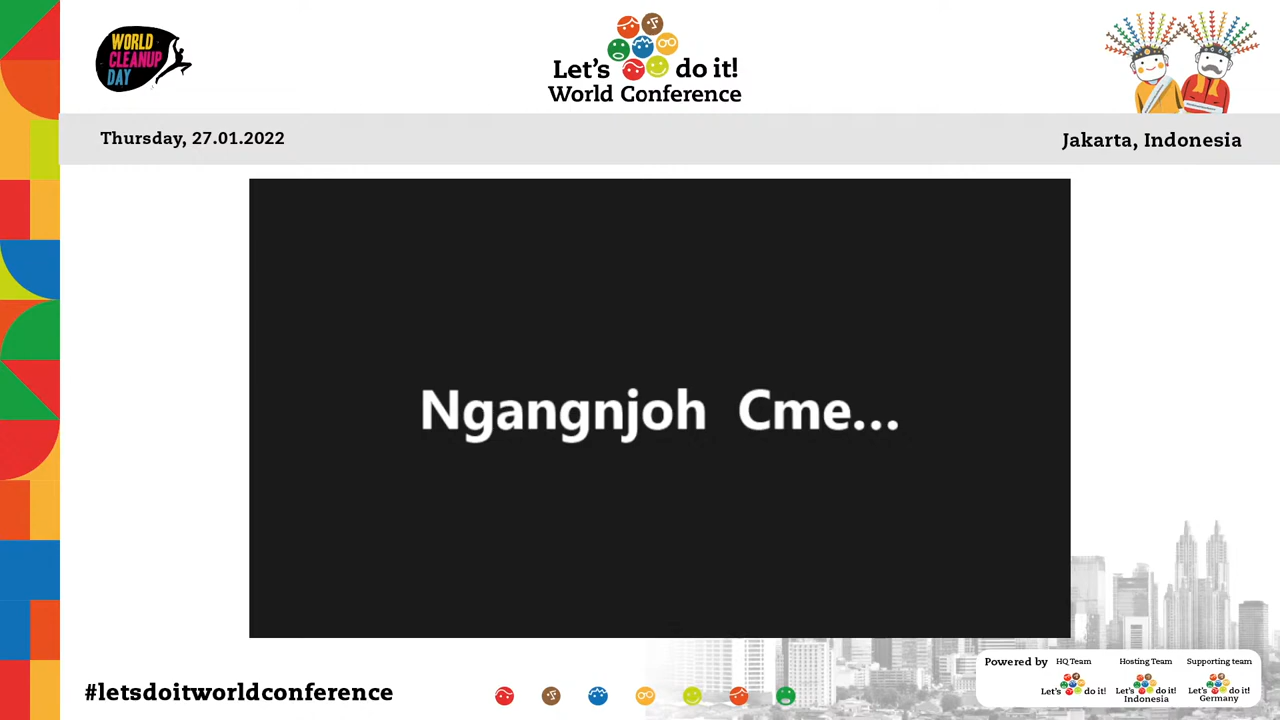 WORLD
CLEANUP
DAY
Let's do it!
World Conference
Thursday, 27.01.2022
Jakarta, Indonesia
Ngangnjoh Cme...
#letsdoitworldconference
Powered by
HQ Team
Hosting Team
Supporting team
Let's do it!
Let's do it!
Indonesia
Let's do it!
Germany